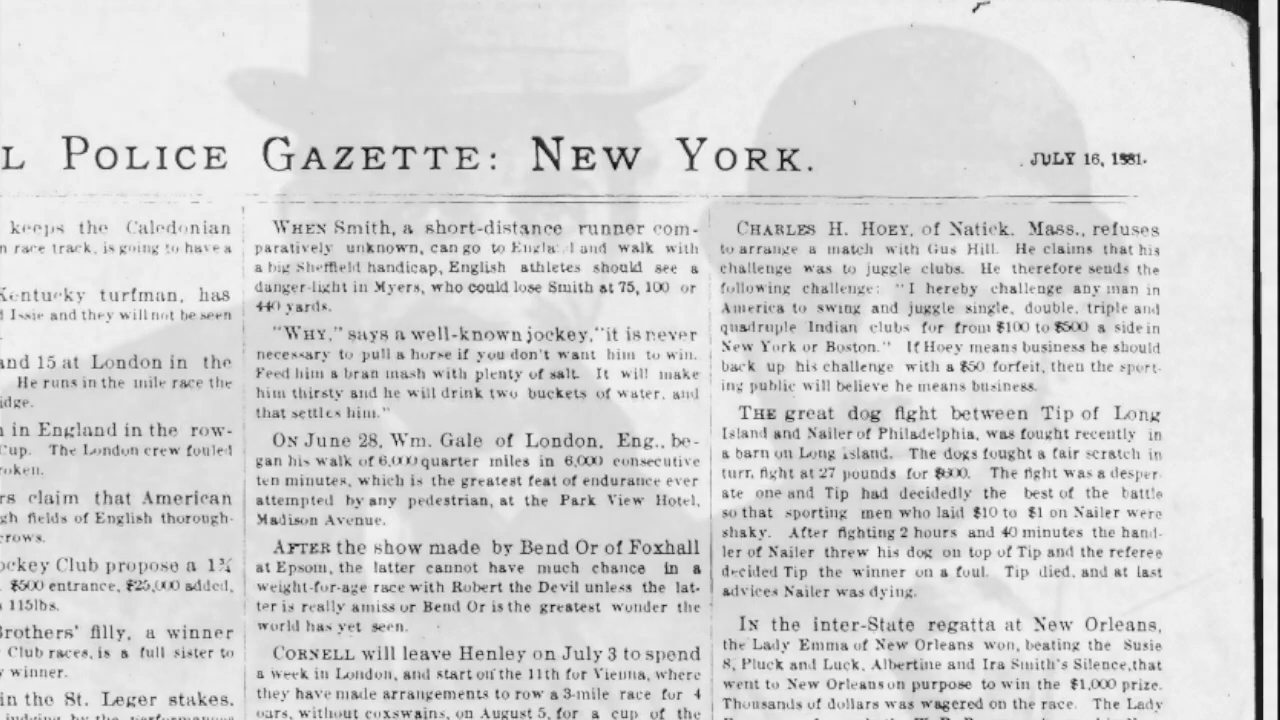 L POLICE GAZETTE: NEW YORK.
JULY 16, 1881.
keeps the Caledonian
n race track, is going to have a
Kentucky turfman, has
d Issie and they will not be seen
and 15 at London in the
He runs in the mile race the
idge.
n in England in the row-
Cup. The London crew fouled
roken.
rs claim that American
gh fields of English thorough-
crows.
ockey Club propose a 1¾
$500 entrance, $25,000 added,
115lbs.
Brothers' filly, a winner
Club races, is a full sister to
y winner.
in the St. Leger stakes.
judging by the performances
WHEN Smith, a short-distance runner com-
paratively unknown, can go to England and walk with
a big Sheffield handicap, English athletes should see a
danger-light in Myers, who could lose Smith at 75, 100 or
440 yards.
"WHY," says a well-known jockey, "it is never
necessary to pull a horse if you don't want him to win.
Feed him a bran mash with plenty of salt. It will make
him thirsty and he will drink two buckets of water, and
that settles him."
ON June 28, Wm. Gale of London, Eng., be-
gan his walk of 6,000 quarter miles in 6,000 consecutive
ten minutes, which is the greatest feat of endurance ever
attempted by any pedestrian, at the Park View Hotel,
Madison Avenue.
AFTER the show made by Bend Or of Foxhall
at Epsom, the latter cannot have much chance in a
weight-for-age race with Robert the Devil unless the lat-
ter is really amiss or Bend Or is the greatest wonder the
world has yet seen.
CORNELL will leave Henley on July 3 to spend
a week in London, and start on the 11th for Vienna, where
they have made arrangements to row a 3-mile race for 4
oars, without coxswains, on August 5, for a cup of the
CHARLES H. HOEY, of Natick, Mass., refuses
to arrange a match with Gus Hill. He claims that his
challenge was to juggle clubs. He therefore sends the
following challenge: "I hereby challenge any man in
America to swing and juggle single, double, triple and
quadruple Indian clubs for from $100 to $500 a side in
New York or Boston." If Hoey means business he should
back up his challenge with a $50 forfeit, then the sport-
ing public will believe he means business.
THE great dog fight between Tip of Long
Island and Nailer of Philadelphia, was fought recently in
a barn on Long Island. The dogs fought a fair scratch in
turn, fight at 27 pounds for $600. The fight was a desper-
ate one and Tip had decidedly the best of the battle
so that sporting men who laid $10 to $1 on Nailer were
shaky. After fighting 2 hours and 40 minutes the hand-
ler of Nailer threw his dog on top of Tip and the referee
decided Tip the winner on a foul. Tip died, and at last
advices Nailer was dying.
IN the inter-State regatta at New Orleans,
the Lady Emma of New Orleans won, beating the Susie
S, Pluck and Luck, Albertine and Ira Smith's Silence, that
went to New Orleans on purpose to win the $1,000 prize.
Thousands of dollars was wagered on the race. The Lady